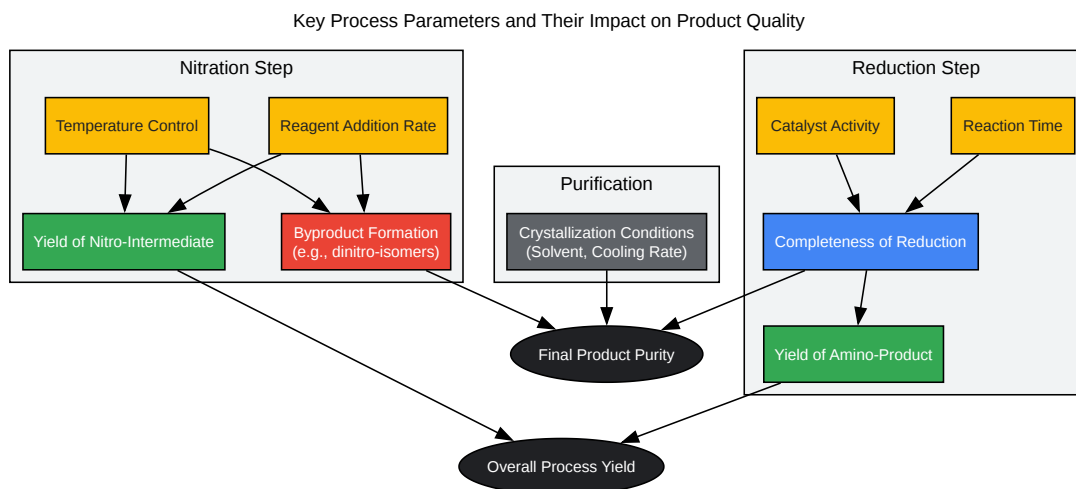 Key Process Parameters and Their Impact on Product Quality
Nitration Step
Temperature Control
Reagent Addition Rate
Yield of Nitro-Intermediate
Byproduct Formation
(e.g., dinitro-isomers)
Purification
Crystallization Conditions
(Solvent, Cooling Rate)
Reduction Step
Catalyst Activity
Reaction Time
Completeness of Reduction
Yield of Amino-Product
Final Product Purity
Overall Process Yield